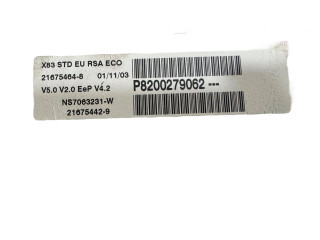 X83 STD EU RSA ECO
21675464-8 01/11/03
V5.0 V2.0 EeP V4.2
P8200279062 ---
NS7063231-W
21675442-9